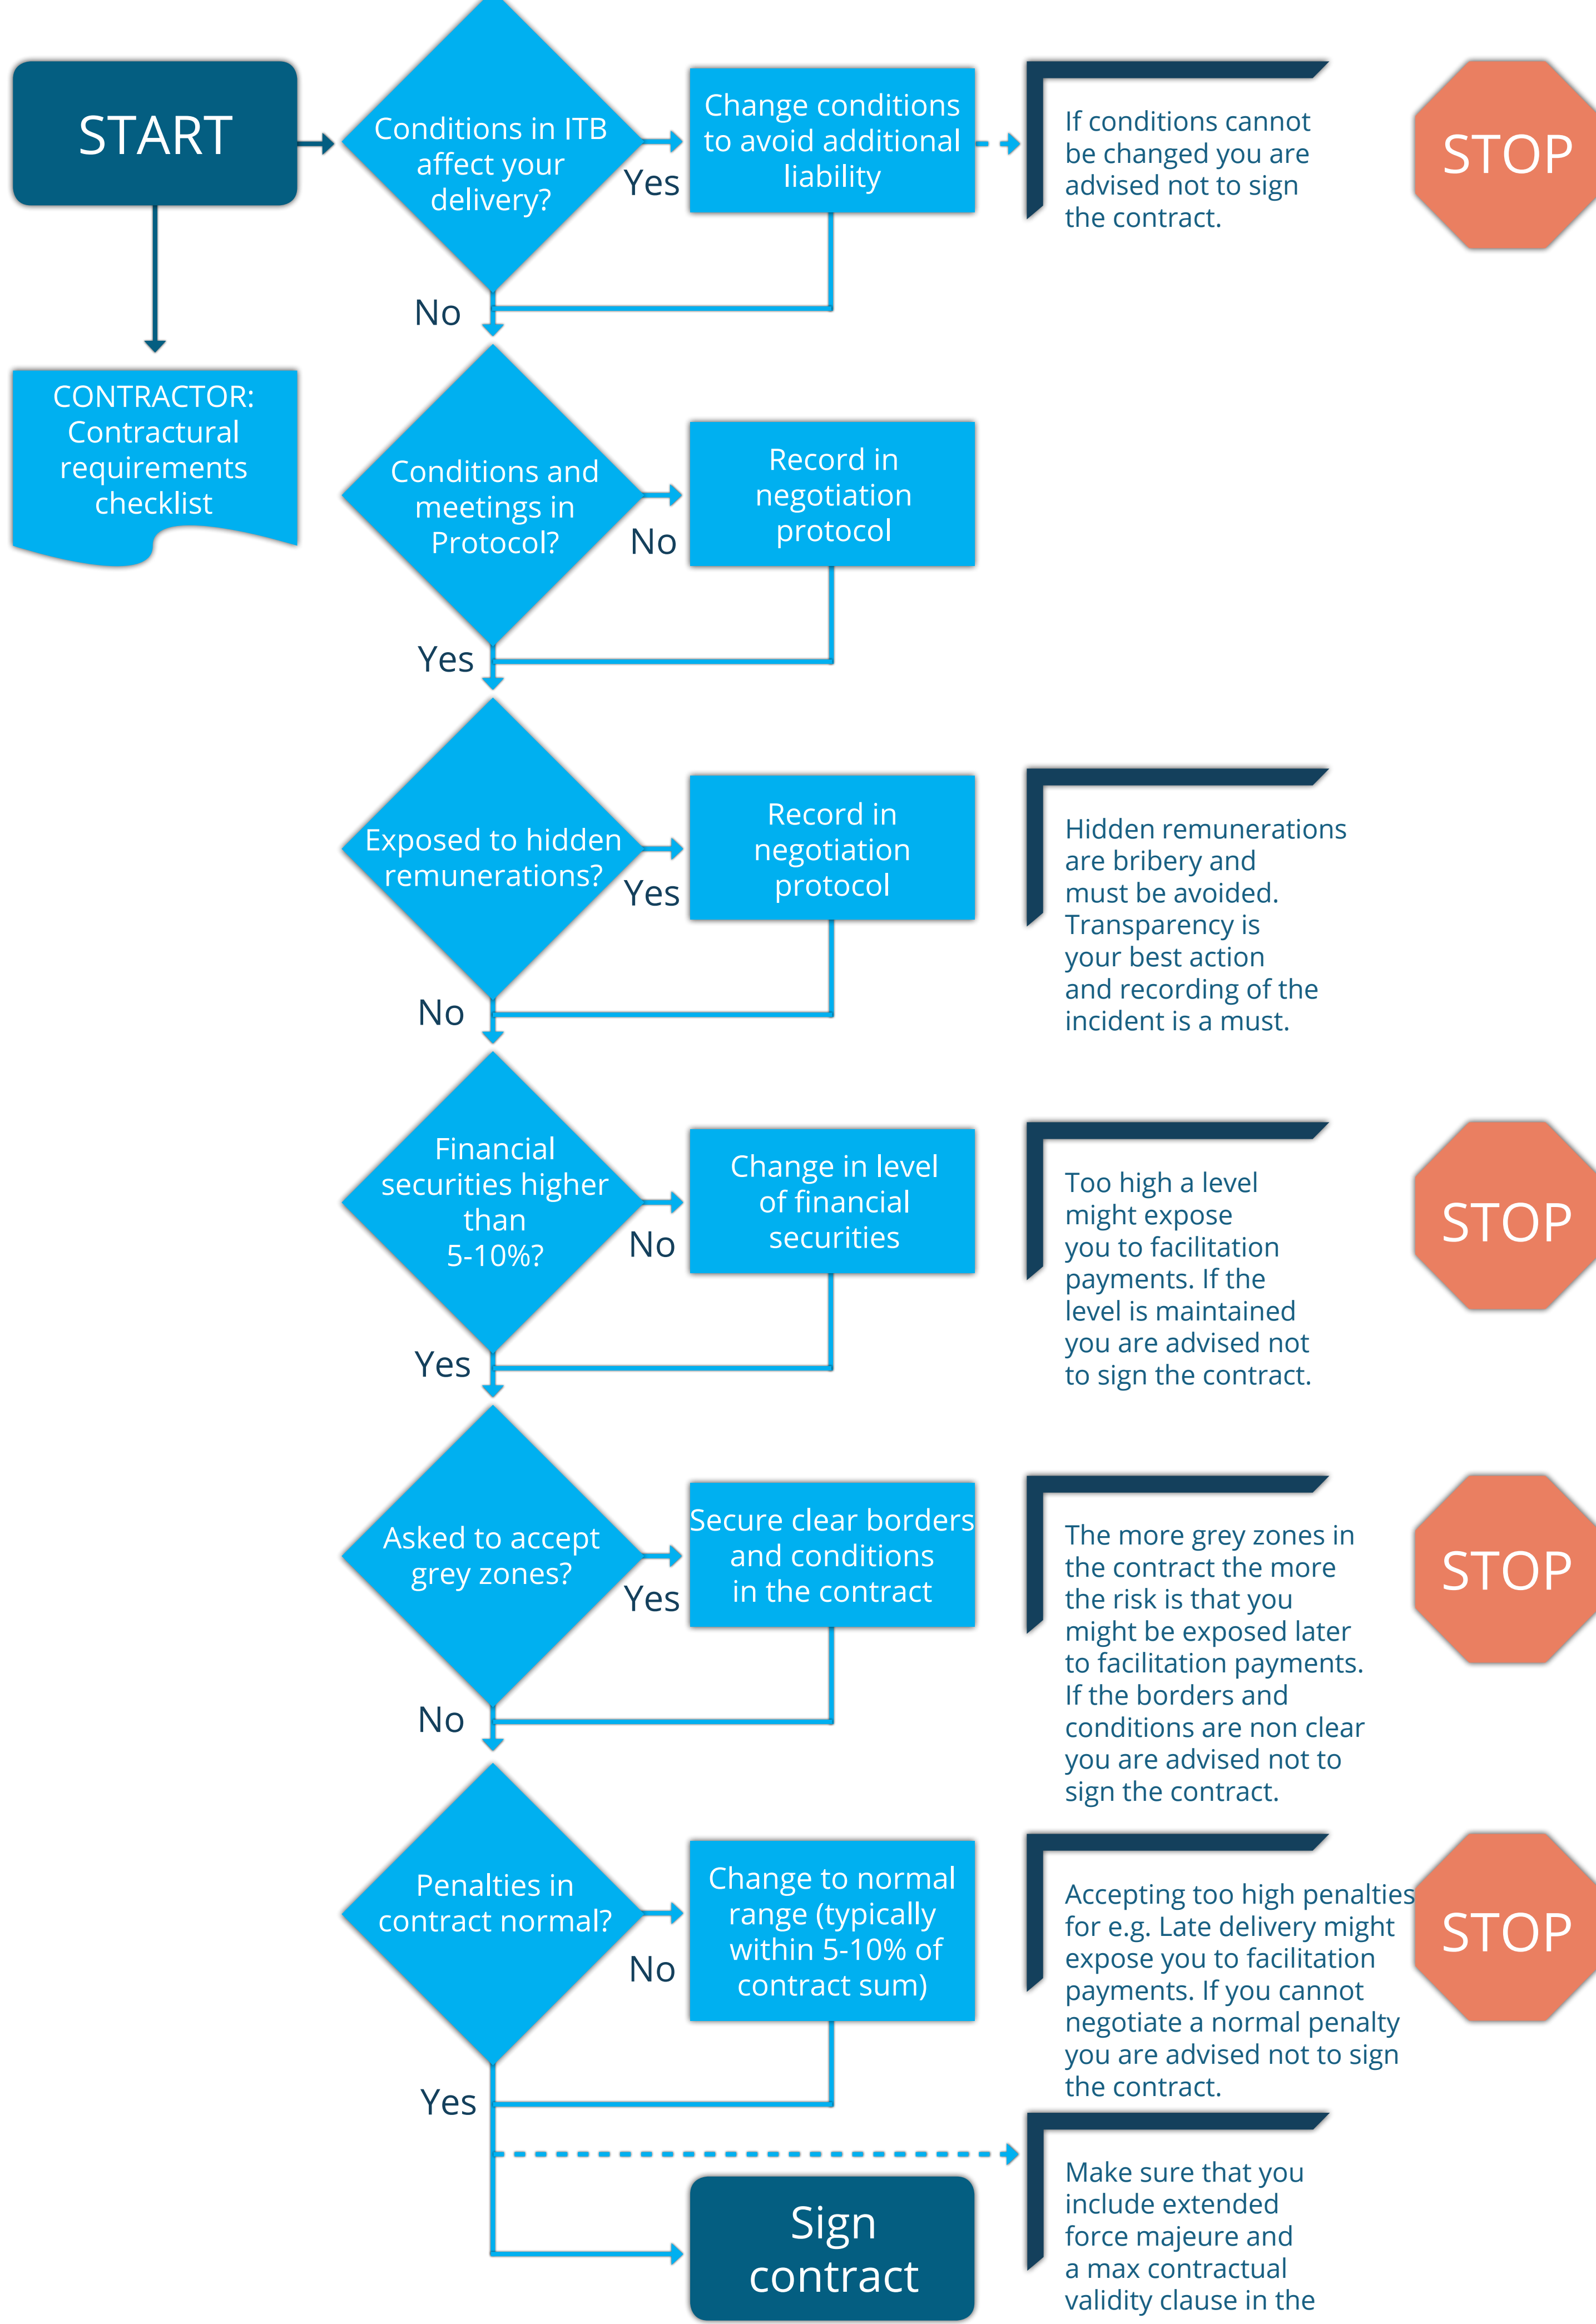 START
Conditions in ITB
affect your
delivery?
Yes
Change conditions
to avoid additional
liability
If conditions cannot
be changed you are
advised not to sign
the contract.
STOP
No
CONTRACTOR:
Contractural
requirements
checklist
Conditions and
meetings in
Protocol?
No
Record in
negotiation
protocol
Yes
Exposed to hidden
remunerations?
Yes
Record in
negotiation
protocol
Hidden remunerations
are bribery and
must be avoided.
Transparency is
your best action
and recording of the
incident is a must.
No
Financial
securities higher
than
5-10%?
No
Change in level
of financial
securities
Too high a level
might expose
you to facilitation
payments. If the
level is maintained
you are advised not
to sign the contract.
STOP
Yes
Asked to accept
grey zones?
Yes
Secure clear borders
and conditions
in the contract
The more grey zones in
the contract the more
the risk is that you
might be exposed later
to facilitation payments.
If the borders and
conditions are non clear
you are advised not to
sign the contract.
STOP
No
Penalties in
contract normal?
No
Change to normal
range (typically
within 5-10% of
contract sum)
Accepting too high penalties
for e.g. Late delivery might
expose you to facilitation
payments. If you cannot
negotiate a normal penalty
you are advised not to sign
the contract.
STOP
Yes
Sign
contract
Make sure that you
include extended
force majeure and
a max contractual
validity clause in the